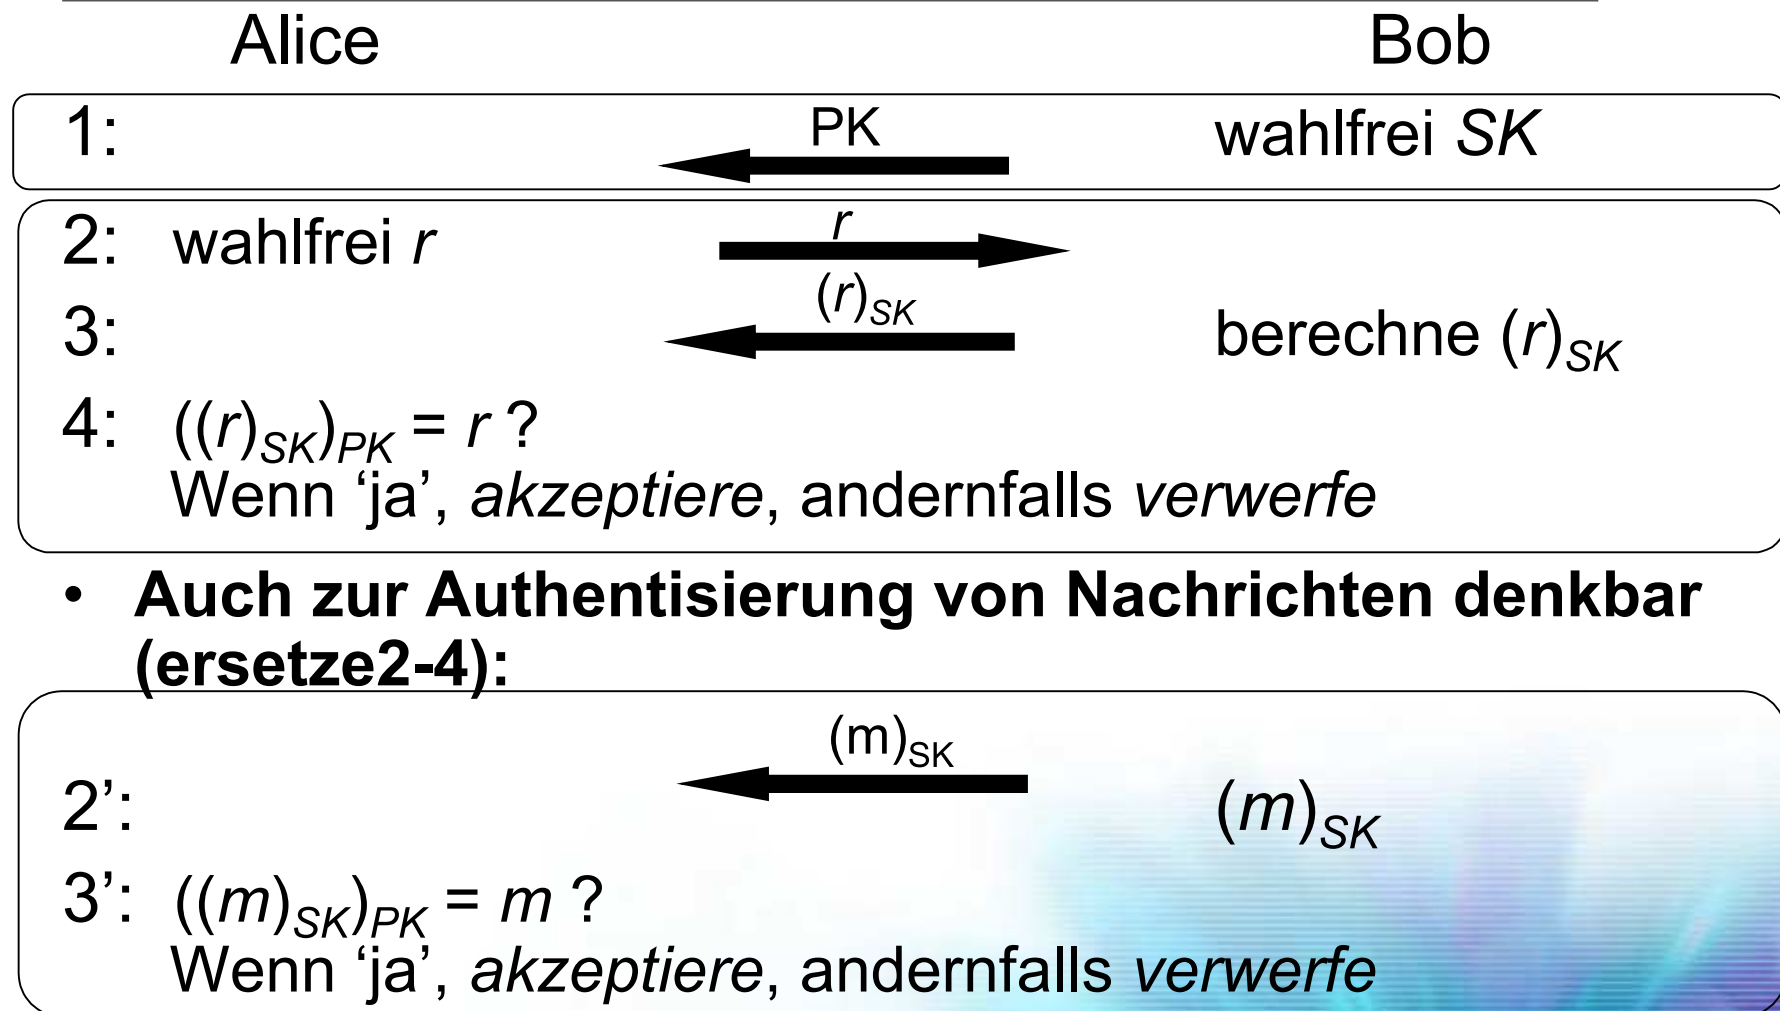 Alice Bob
1: PK wahlfrei SK
2: wahlfrei r r
(r)SK
3: berechne (r)SK
4: ((r)SK)PK = r ?
Wenn ‘ja’, akzeptiere, andernfalls verwerfe
• Auch zur Authentisierung von Nachrichten denkbar
(ersetze2-4):
(m)SK
2’: (m)SK
3’: ((m)SK)PK = m ?
Wenn ‘ja’, akzeptiere, andernfalls verwerfe